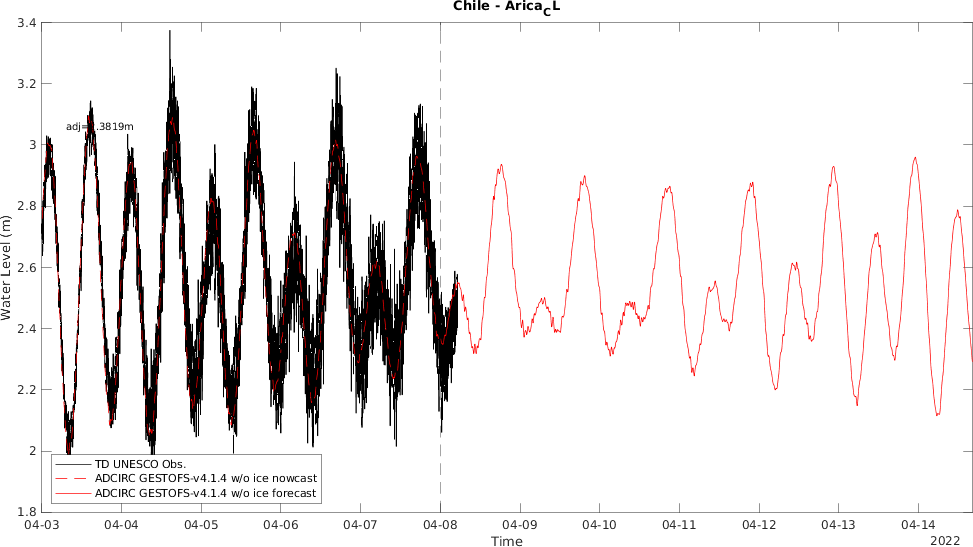 Chile - Arica_CL
3.4
3.2
3
2.8
2.6
2.4
2.2
2
1.8
Water Level (m)
TD UNESCO Obs.
ADCIRC GESTOFS-v4.1.4 w/o ice nowcast
ADCIRC GESTOFS-v4.1.4 w/o ice forecast
04-03 04-04 04-05 04-06 04-07 04-08 04-09 04-10 04-11 04-12 04-13 04-14
Time
2022